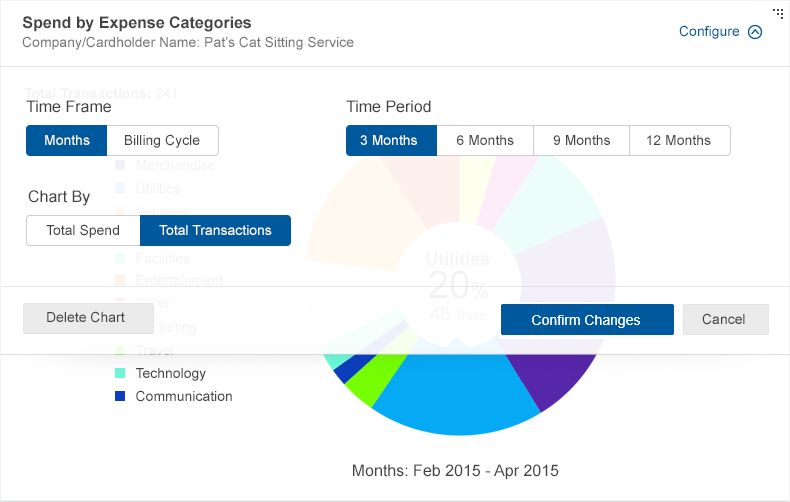 Spend by Expense Categories
Company/Cardholder Name: Pat's Cat Sitting Service
Configure
Total Transactions: 241
Time Frame
Time Period
Months
Billing Cycle
3 Months
6 Months
9 Months
12 Months
Merchandise
Utilities
Vehicles
Chart By
Total Spend
Total Transactions
Facilities
Utilities
Entertainment
20%
48 Trans
Delete Chart
Confirm Changes
Cancel
Travel
Technology
Communication
Months: Feb 2015 - Apr 2015